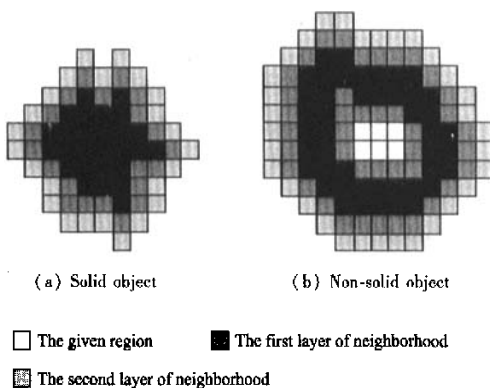 (a) Solid object
(b) Non-solid object
The given region
The first layer of neighborhood
The second layer of neighborhood